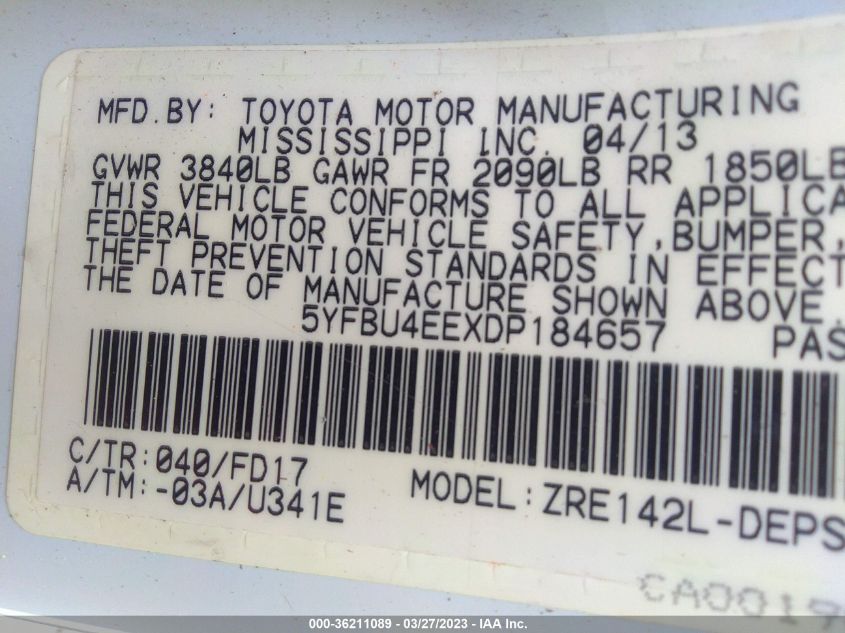 MFD.BY: TOYOTA MOTOR MANUFACTURING
MISSISSIPPI INC. 04/13
GVWR 3840LB GAWR FR 2090LB RR 1850LB
THIS VEHICLE CONFORMS TO ALL APPLICA
FEDERAL MOTOR VEHICLE SAFETY,BUMPER,
THEFT PREVENTION STANDARDS IN EFFECT
THE DATE OF MANUFACTURE SHOWN ABOVE.
5YFBU4EEXDP184657 PAS
C/TR:040/FD17
A/TM:-03A/U341E MODEL:ZRE142L-DEPS
CA0019
000-36211089 - 03/27/2023 - IAA Inc.